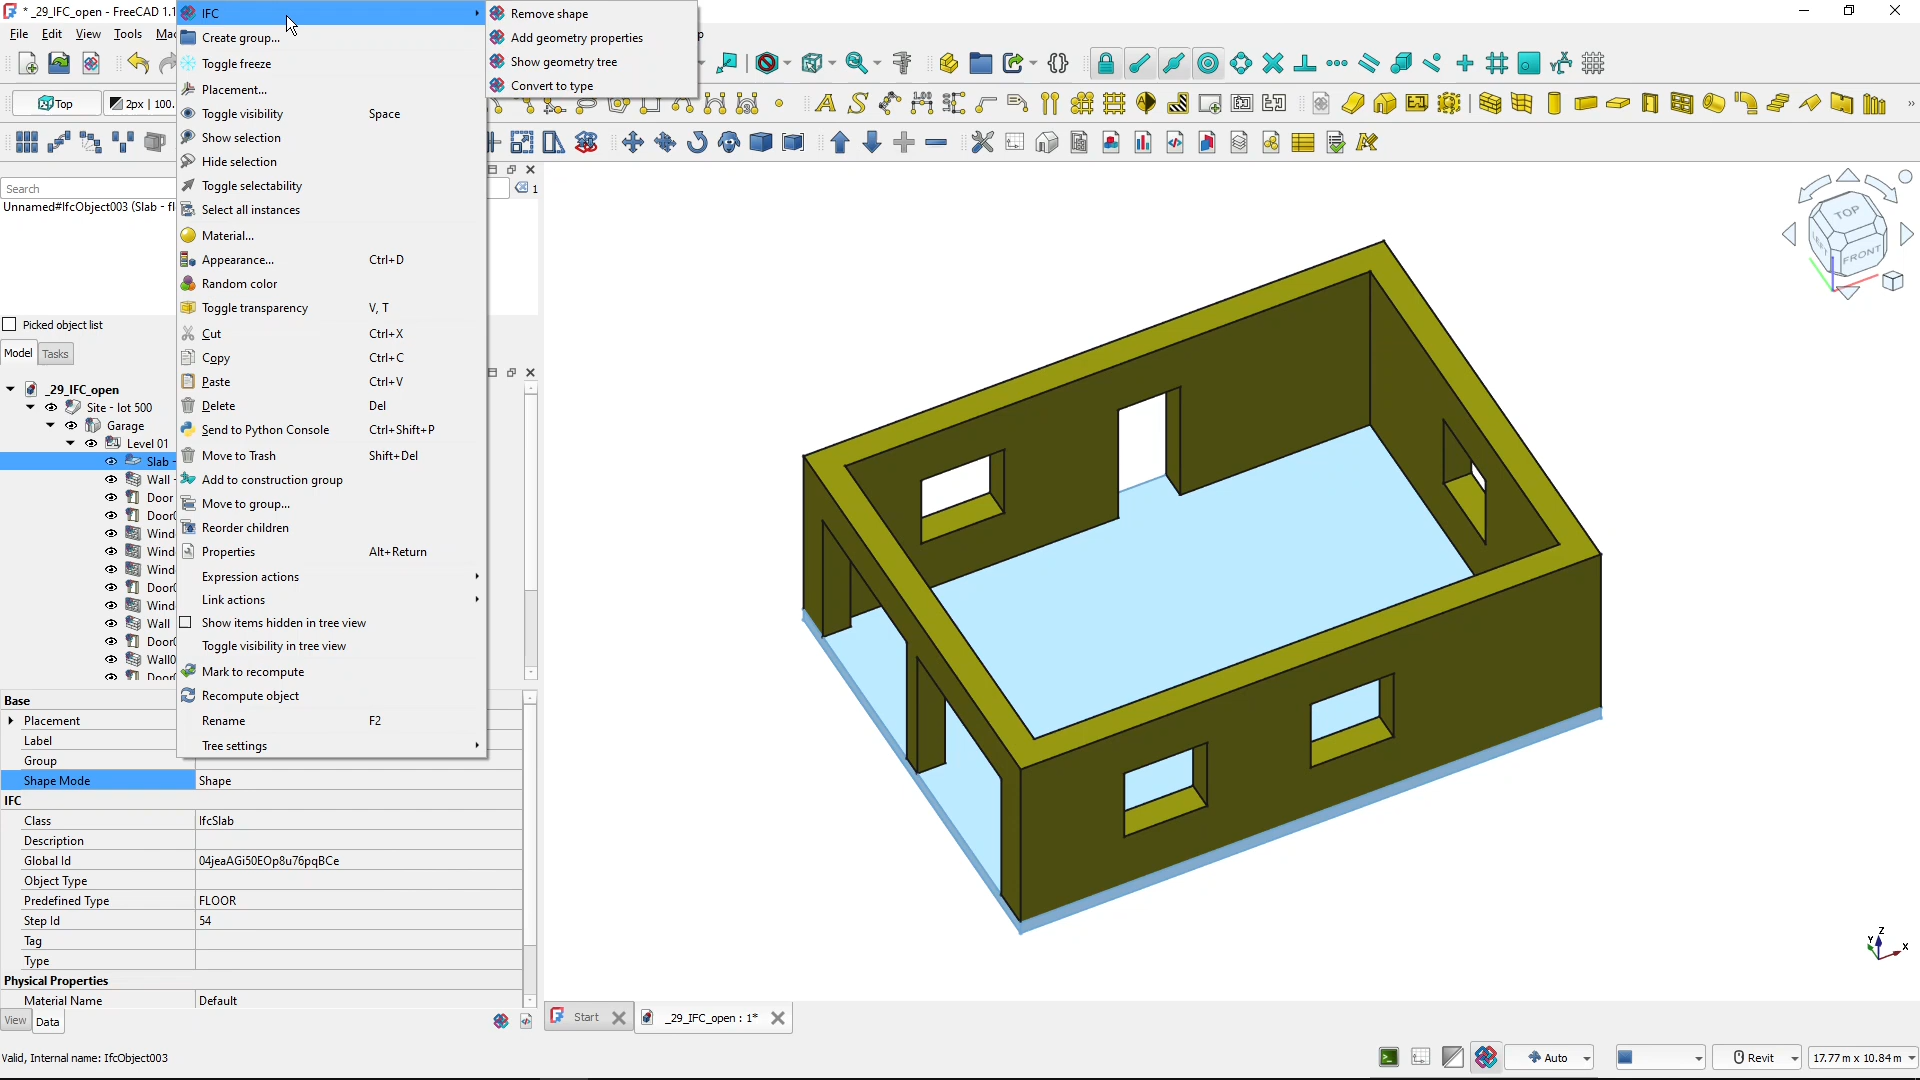 * _29_IFC_open - FreeCAD 1.1
File Edit View Tools Mac
Top
2px | 100.
Search
Unnamed#IfcObject003 (Slab - fl
1
Picked object list
Model
Tasks
_29_IFC_open
Site - lot 500
Garage
Level 01
Slab -
Wall -
Door
Door0
Wind
Wind
Wind
Door0
Wind
Wall
Door0
Wall0
Door0
IFC
Create group...
Toggle freeze
Placement...
Toggle visibility Space
Show selection
Hide selection
Toggle selectability
Select all instances
Material...
Appearance... Ctrl+D
Random color
Toggle transparency V, T
Cut Ctrl+X
Copy Ctrl+C
Paste Ctrl+V
Delete Del
Send to Python Console Ctrl+Shift+P
Move to Trash Shift+Del
Add to construction group
Move to group...
Reorder children
Properties Alt+Return
Expression actions
Link actions
Show items hidden in tree view
Toggle visibility in tree view
Mark to recompute
Recompute object
Rename F2
Tree settings
Remove shape
Add geometry properties
Show geometry tree
Convert to type
Base
Placement
Label
Group
Shape Mode Shape
IFC
Class IfcSlab
Description
Global Id 04jeaAGi50EOp8u76pqBCe
Object Type
Predefined Type FLOOR
Step Id 54
Tag
Type
Physical Properties
Material Name Default
View
Data
Start
_29_IFC_open : 1*
TOP
LEFT
FRONT
Z
Y
X
Valid, Internal name: IfcObject003
Auto
Revit
17.77 m x 10.84 m